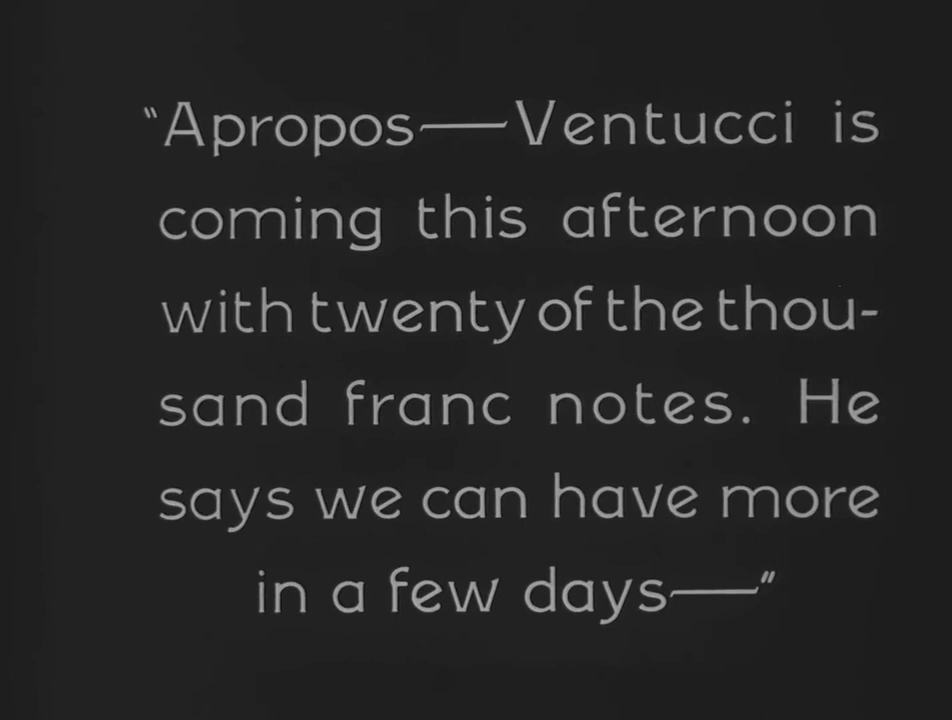 "Apropos—Ventucci is
coming this afternoon
with twenty of the thou-
sand franc notes. He
says we can have more
in a few days—"